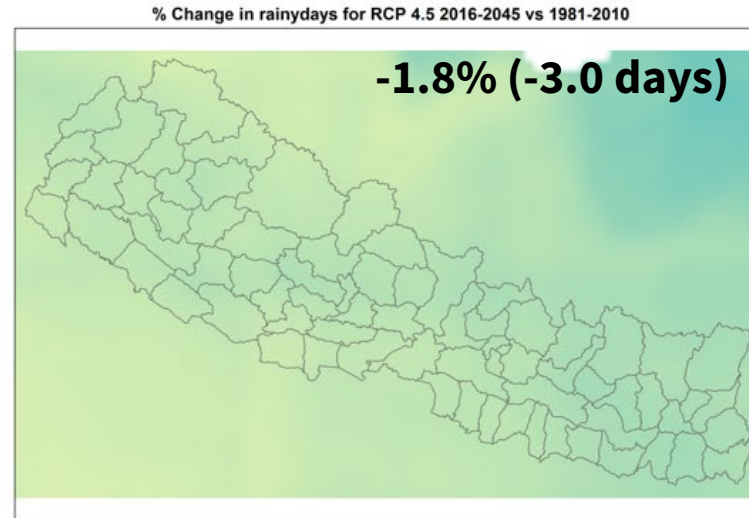 % Change in rainydays for RCP 4.5 2016-2045 vs 1981-2010
-1.8% (-3.0 days)